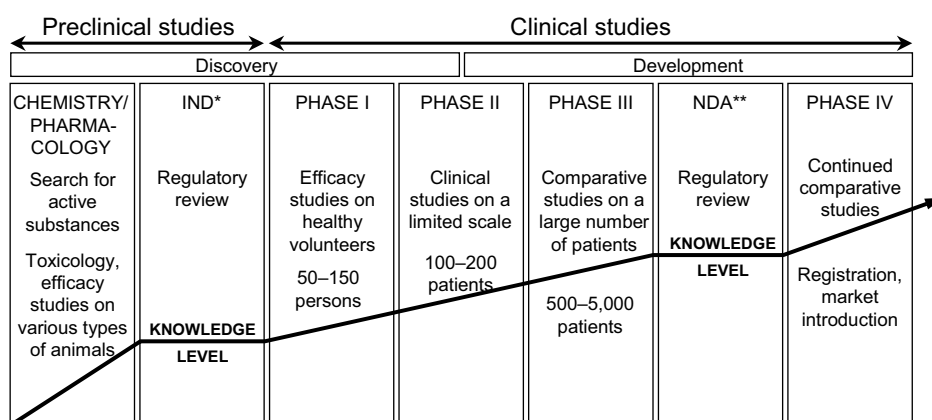 Preclinical studies
Clinical studies
Discovery
Development
CHEMISTRY/
PHARMA-
COLOGY
Search for
active
substances
Toxicology,
efficacy
studies on
various types
of animals
IND*
Regulatory
review
KNOWLEDGE
LEVEL
PHASE I
Efficacy
studies on
healthy
volunteers
50–150
persons
PHASE II
Clinical
studies on a
limited scale
100–200
patients
PHASE III
Comparative
studies on a
large number
of patients
500–5,000
patients
NDA**
Regulatory
review
KNOWLEDGE
LEVEL
PHASE IV
Continued
comparative
studies
Registration,
market
introduction